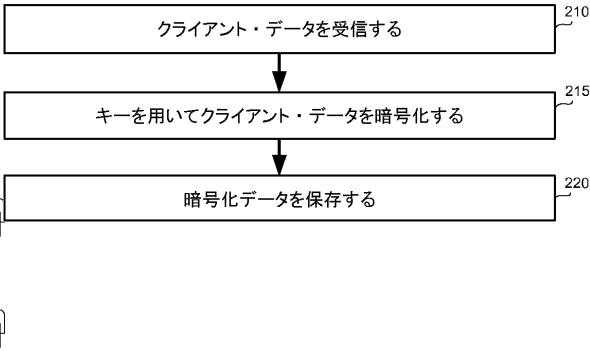 210
クライアント・データを受信する
215
キーを用いてクライアント・データを暗号化する
220
暗号化データを保存する